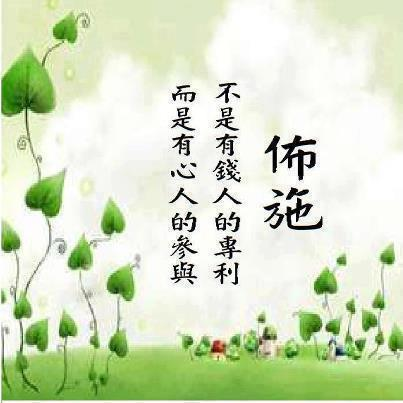 佈施
不是有錢人的專利
而是有心人的參與